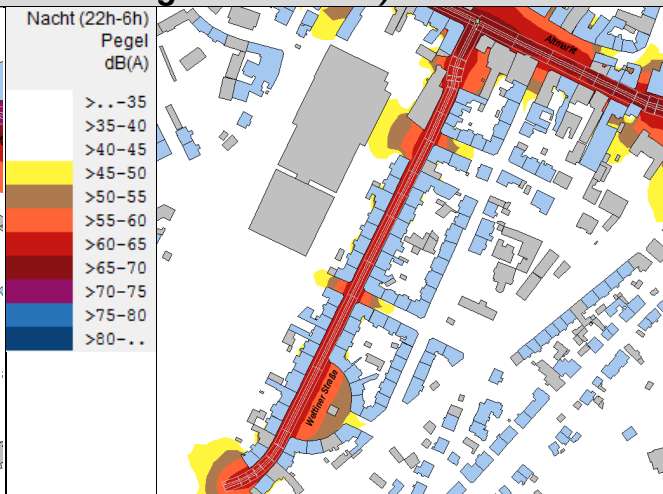 Nacht (22h-6h)
Pegel
dB(A)
>..-35
>35-40
>40-45
>45-50
>50-55
>55-60
>60-65
>65-70
>70-75
>75-80
>80-..
Altmarkt
Wettiner Straße